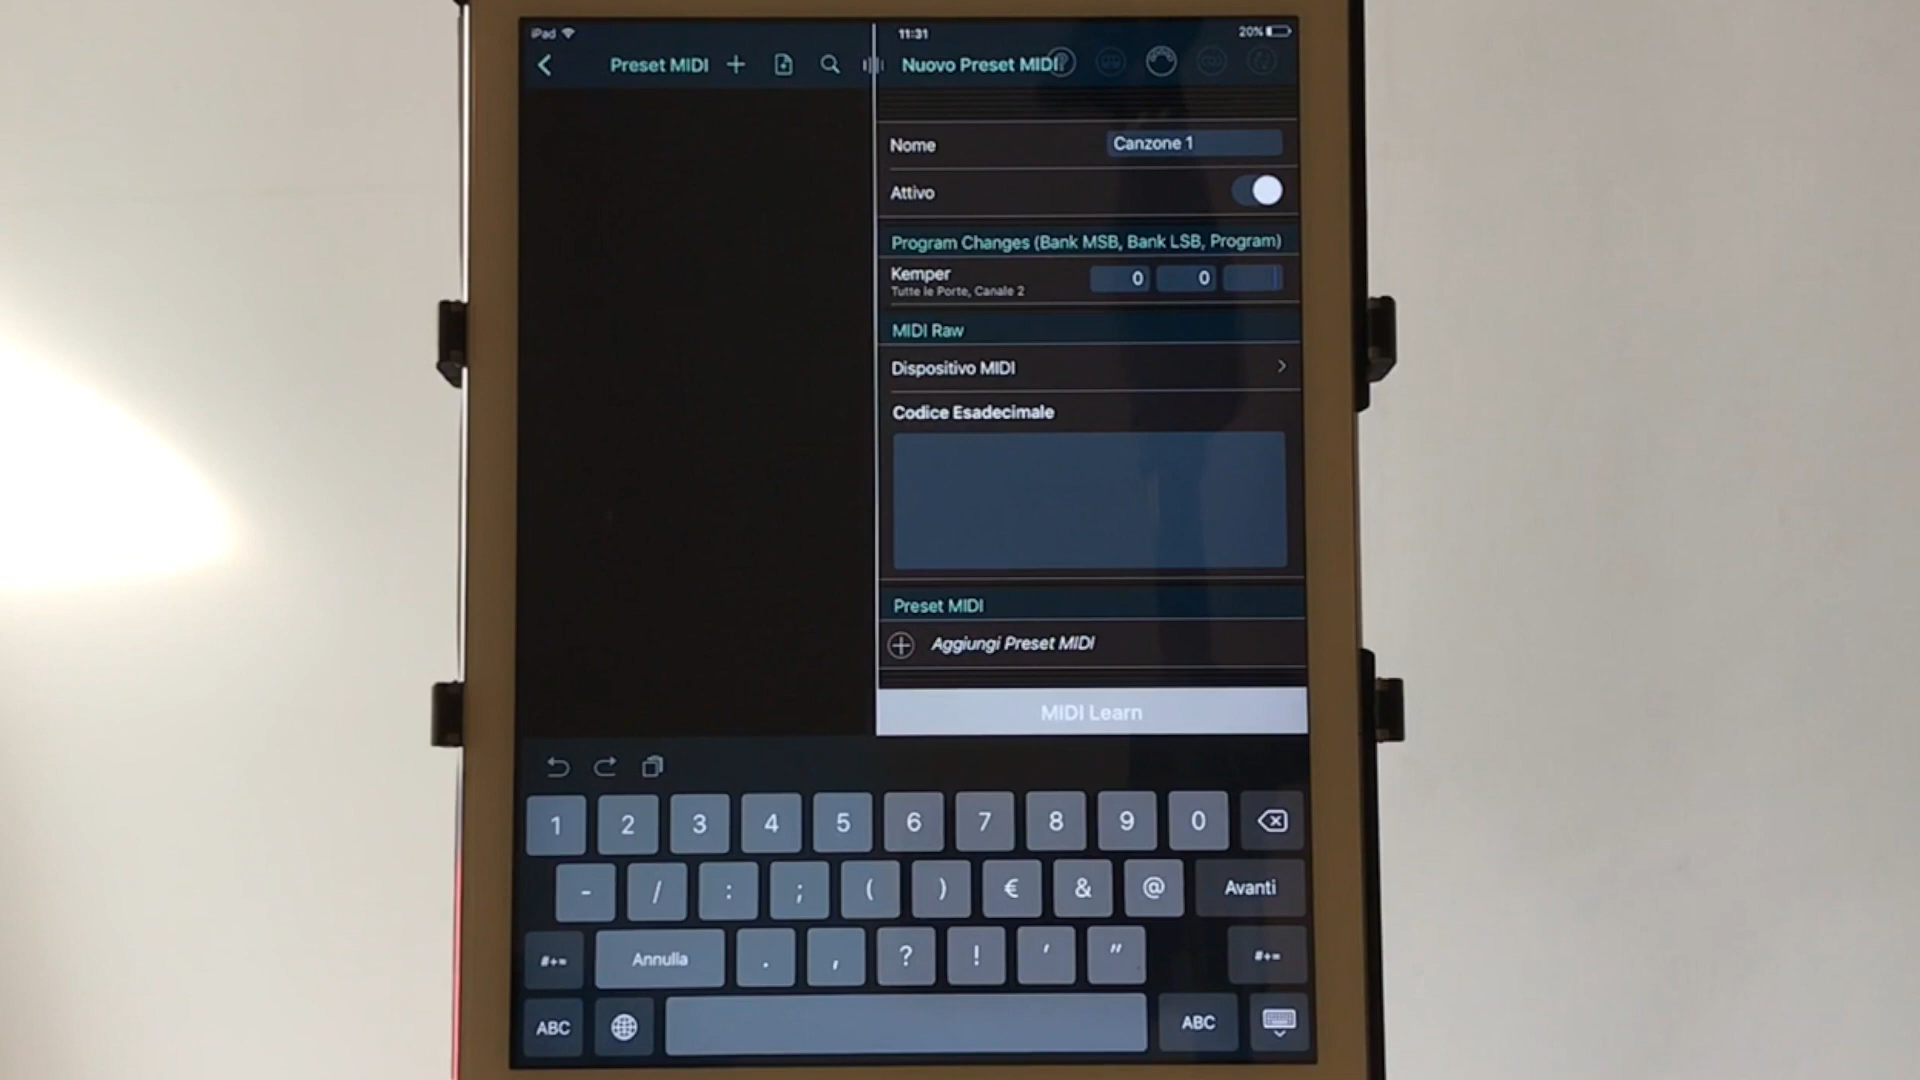 iPad
11:31
20%
Preset MIDI
Nuovo Preset MIDI
Nome
Canzone 1
Attivo
Program Changes (Bank MSB, Bank LSB, Program)
Kemper
0
0
Tutte le Porte, Canale 2
MIDI Raw
Dispositivo MIDI
Codice Esadecimale
Preset MIDI
Aggiungi Preset MIDI
MIDI Learn
1 2 3 4 5 6 7 8 9 0
- / : ; ( ) € & @ Avanti
#+= Annulla . , ? ! ' " #+=
ABC ABC